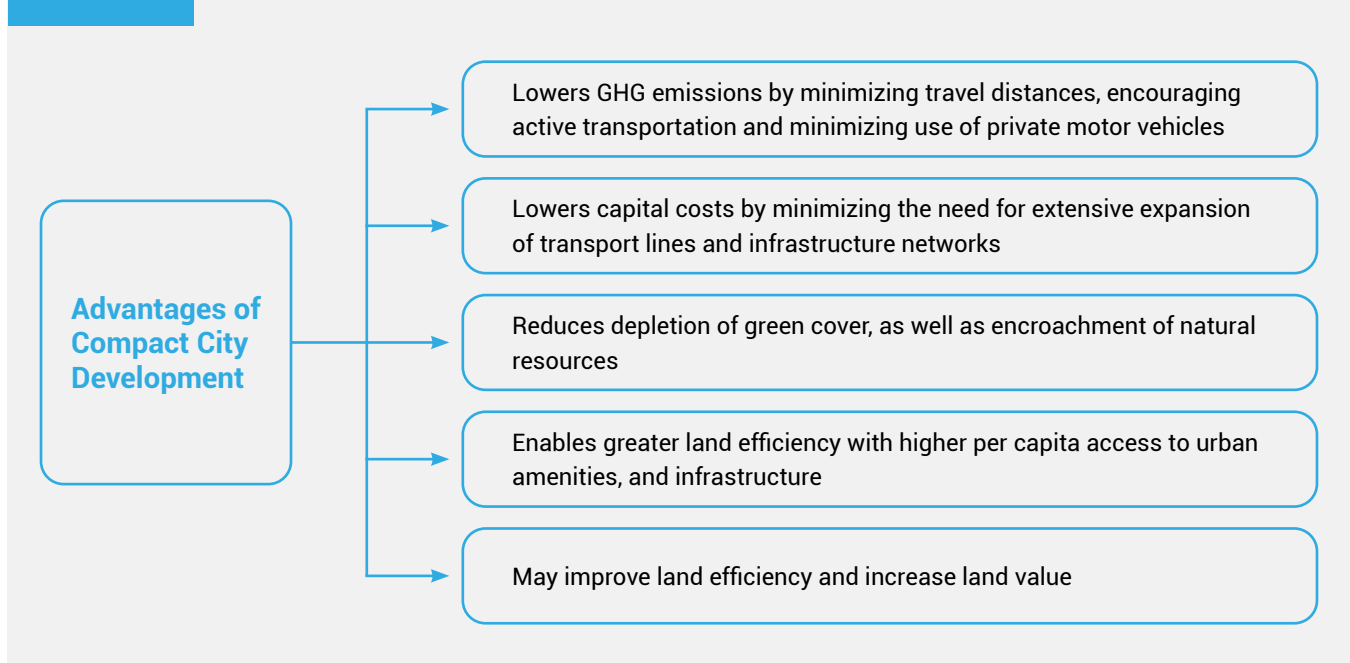 Advantages of
Compact City
Development
Lowers GHG emissions by minimizing travel distances, encouraging
active transportation and minimizing use of private motor vehicles
Lowers capital costs by minimizing the need for extensive expansion
of transport lines and infrastructure networks
Reduces depletion of green cover, as well as encroachment of natural
resources
Enables greater land efficiency with higher per capita access to urban
amenities, and infrastructure
May improve land efficiency and increase land value